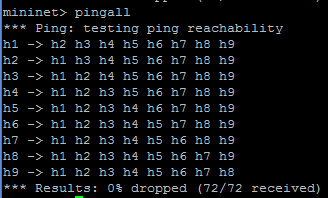 mininet> pingall
*** Ping: testing ping reachability
h1 -> h2 h3 h4 h5 h6 h7 h8 h9
h2 -> h1 h3 h4 h5 h6 h7 h8 h9
h3 -> h1 h2 h4 h5 h6 h7 h8 h9
h4 -> h1 h2 h3 h5 h6 h7 h8 h9
h5 -> h1 h2 h3 h4 h6 h7 h8 h9
h6 -> h1 h2 h3 h4 h5 h7 h8 h9
h7 -> h1 h2 h3 h4 h5 h6 h8 h9
h8 -> h1 h2 h3 h4 h5 h6 h7 h9
h9 -> h1 h2 h3 h4 h5 h6 h7 h8
*** Results: 0% dropped (72/72 received)